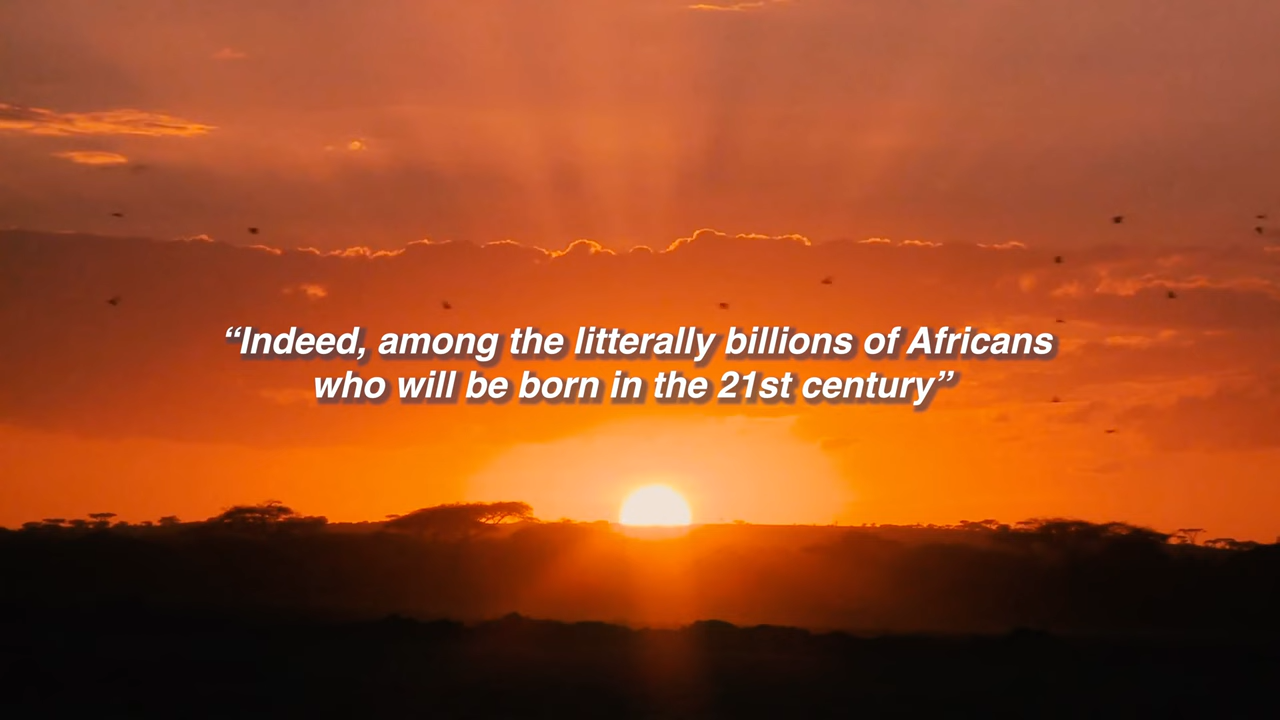 “Indeed, among the litterally billions of Africans
who will be born in the 21st century”